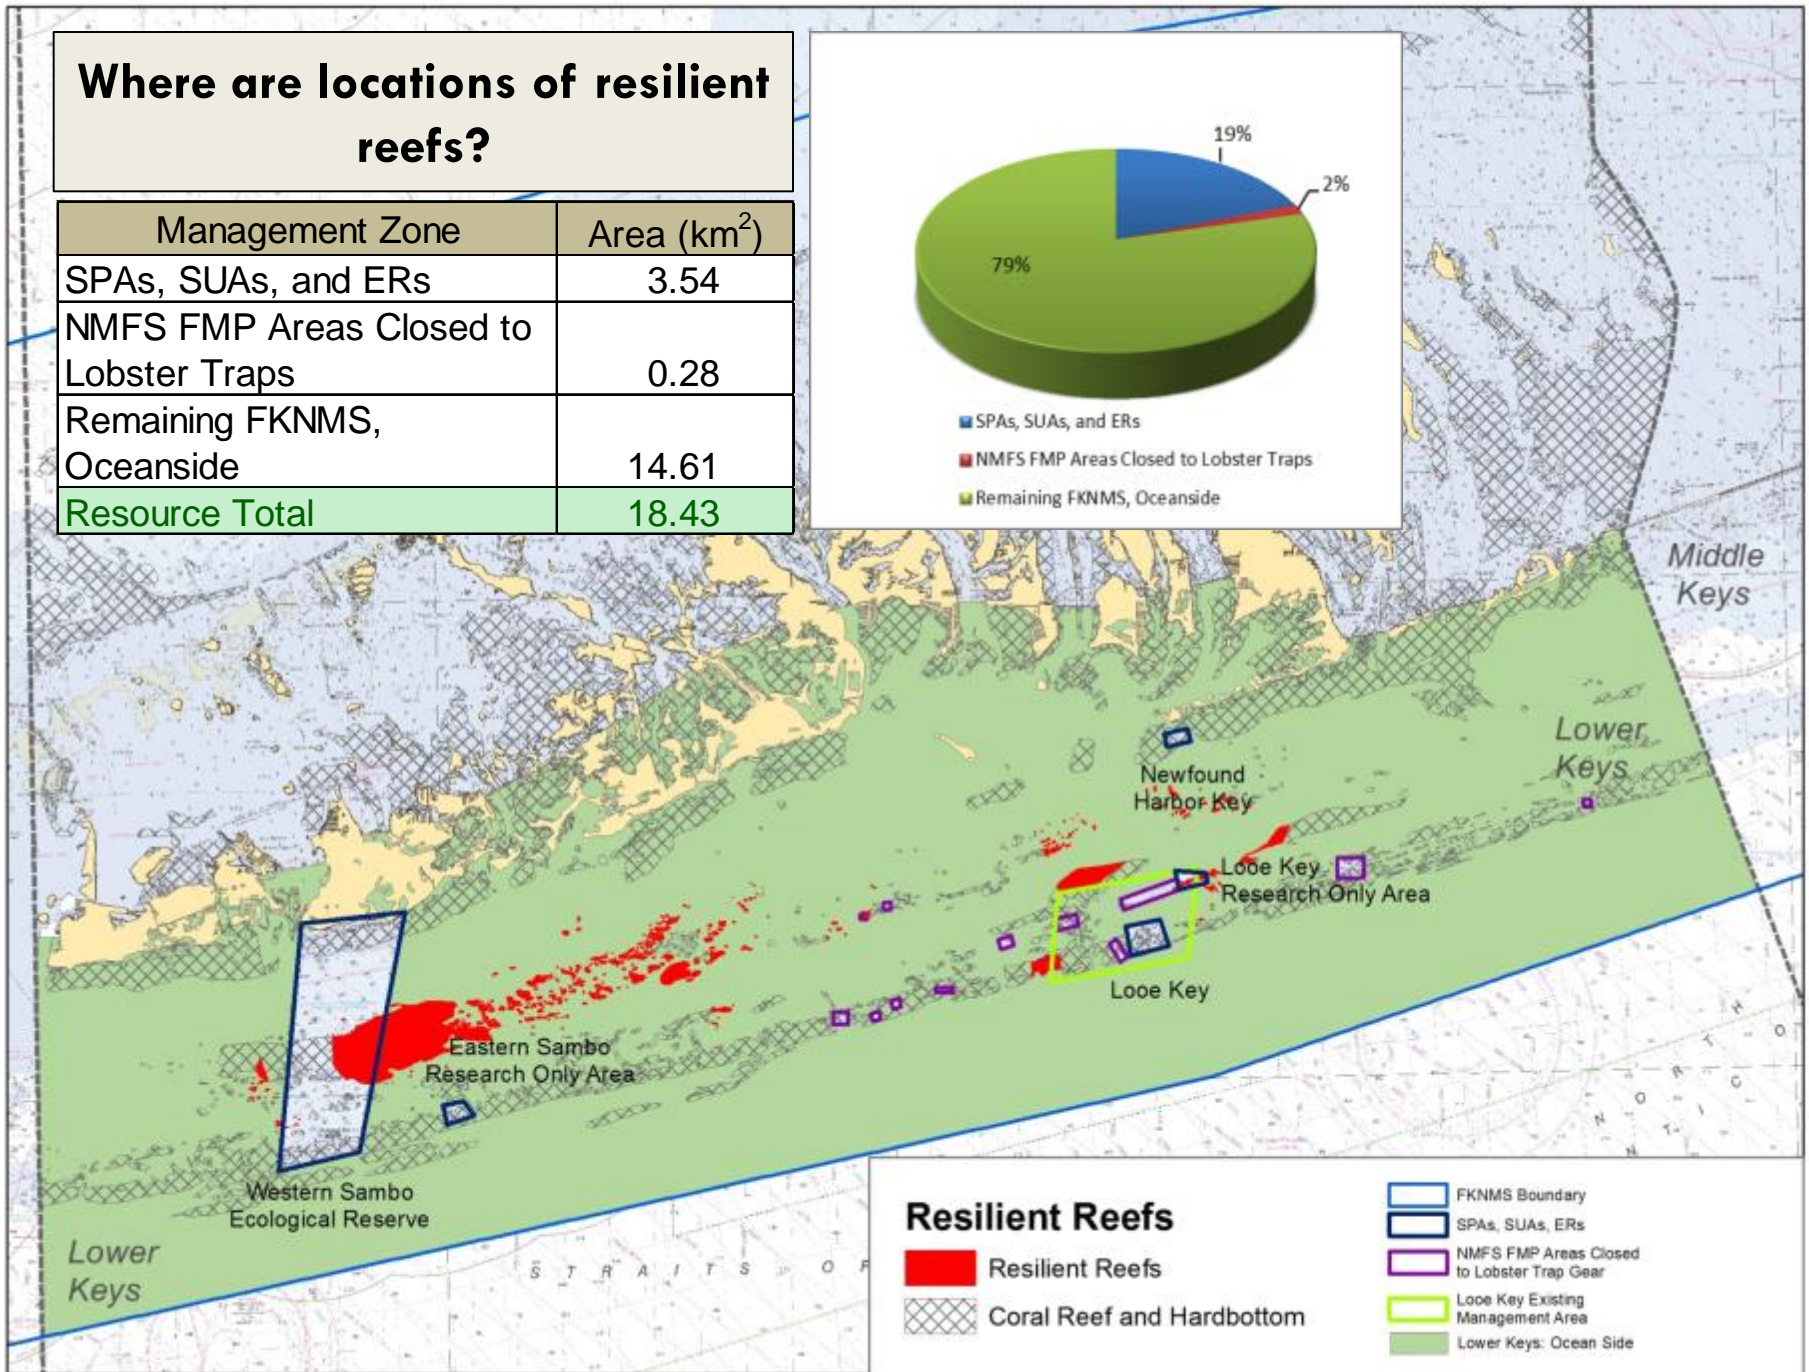 Where are locations of resilient
reefs?
Management Zone Area (km2)
SPAs, SUAs, and ERs 3.54
NMFS FMP Areas Closed to
Lobster Traps 0.28
Remaining FKNMS,
Oceanside 14.61
Resource Total 18.43
19%
2%
79%
SPAs, SUAs, and ERs
NMFS FMP Areas Closed to Lobster Traps
Remaining FKNMS, Oceanside
Middle
Keys
Lower
Keys
Newfound
Harbor Key
Looe Key
Research Only Area
Looe Key
Eastern Sambo
Research Only Area
Western Sambo
Ecological Reserve
Lower
Keys
STRAITS OF
Resilient Reefs
Resilient Reefs
Coral Reef and Hardbottom
FKNMS Boundary
SPAs, SUAs, ERs
NMFS FMP Areas Closed
to Lobster Trap Gear
Looe Key Existing
Management Area
Lower Keys: Ocean Side